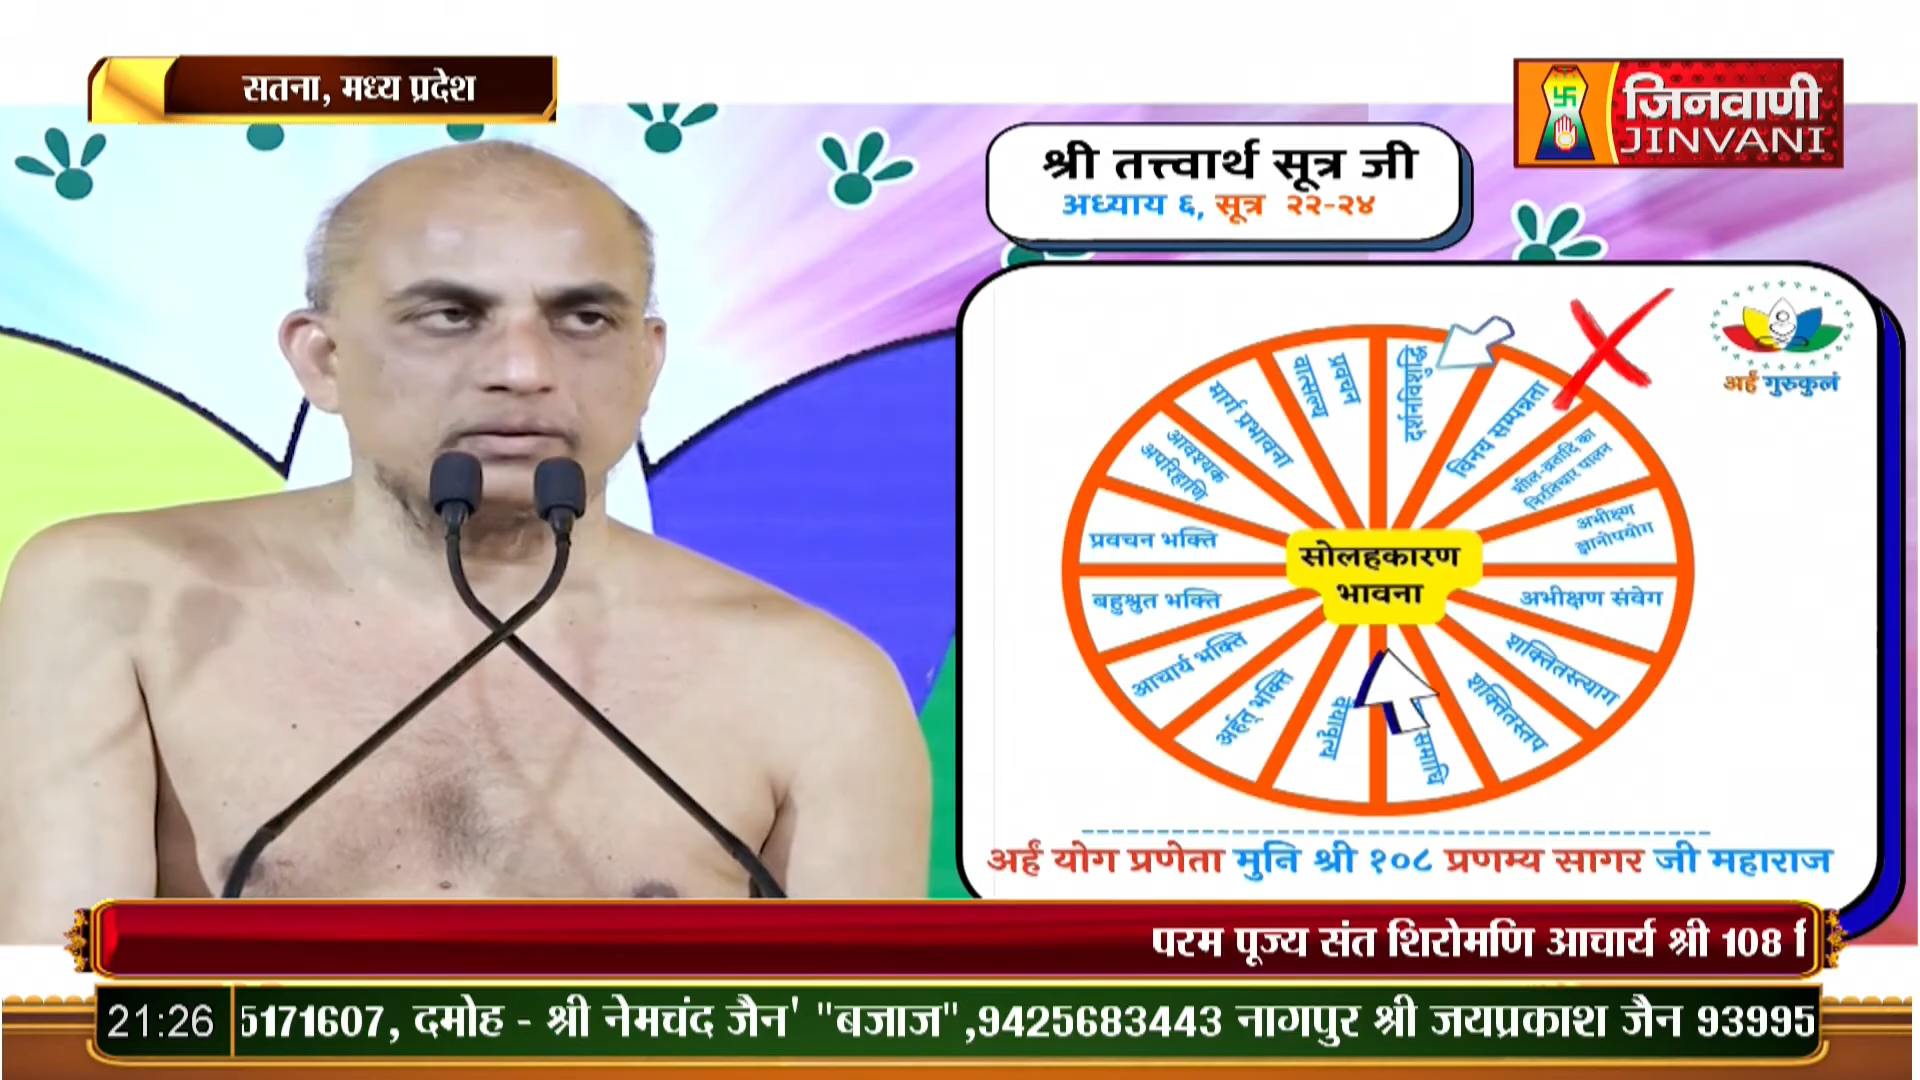 सतना, मध्य प्रदेश
जिनवाणी
JINVANI
श्री तत्त्वार्थ सूत्र जी
अध्याय ६, सूत्र २२-२४
अर्हं गुरुकुलं
दर्शनविशुद्धि
विनय सम्पन्नता
शील-व्रतादि का
निरतिचार पालन
अभीक्ष्ण
ज्ञानोपयोग
अभीक्षण संवेग
शक्तितस्त्याग
शक्तितस्तप
समाधि
वैयावृत्य
अर्हत् भक्ति
आचार्य भक्ति
बहुश्रुत भक्ति
प्रवचन भक्ति
आवश्यक
अपरिहाणि
मार्ग प्रभावना
प्रवचन
वात्सल्य
सोलहकारण
भावना
अर्हं योग प्रणेता मुनि श्री १०८ प्रणम्य सागर जी महाराज
परम पूज्य संत शिरोमणि आचार्य श्री 108
21:26
5171607, दमोह - श्री नेमचंद जैन' "बजाज",9425683443 नागपुर श्री जयप्रकाश जैन 93995